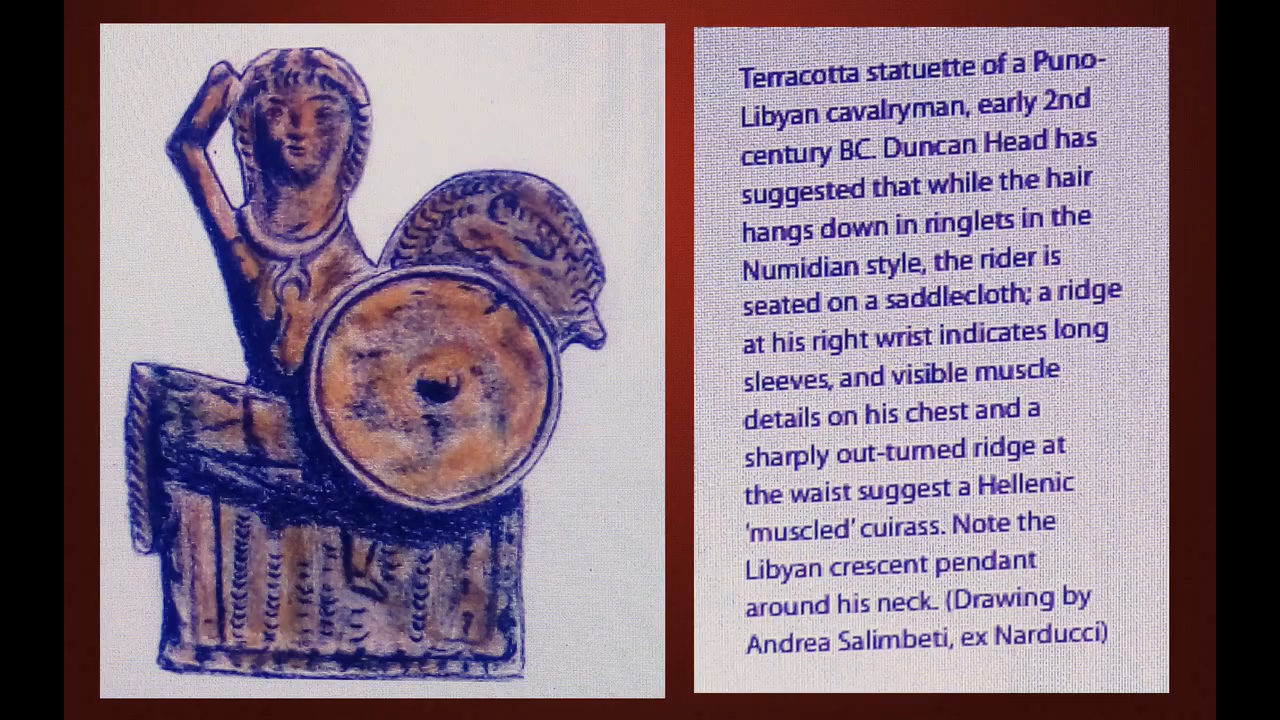 Terracotta statuette of a Puno-
Libyan cavalryman, early 2nd
century BC. Duncan Head has
suggested that while the hair
hangs down in ringlets in the
Numidian style, the rider is
seated on a saddlecloth; a ridge
at his right wrist indicates long
sleeves, and visible muscle
details on his chest and a
sharply out-turned ridge at
the waist suggest a Hellenic
‘muscled’ cuirass. Note the
Libyan crescent pendant
around his neck. (Drawing by
Andrea Salimbeti, ex Narducci)